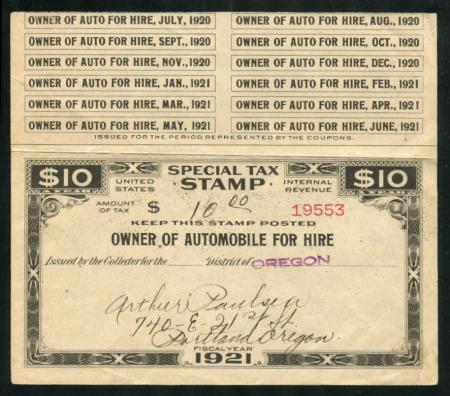 OWNER OF AUTO FOR HIRE, JULY, 1920 OWNER OF AUTO FOR HIRE, AUG., 1920
OWNER OF AUTO FOR HIRE, SEPT., 1920 OWNER OF AUTO FOR HIRE, OCT., 1920
OWNER OF AUTO FOR HIRE, NOV., 1920 OWNER OF AUTO FOR HIRE, DEC., 1920
OWNER OF AUTO FOR HIRE, JAN., 1921 OWNER OF AUTO FOR HIRE, FEB., 1921
OWNER OF AUTO FOR HIRE, MAR., 1921 OWNER OF AUTO FOR HIRE, APR., 1921
OWNER OF AUTO FOR HIRE, MAY, 1921 OWNER OF AUTO FOR HIRE, JUNE, 1921
ISSUED FOR THE PERIOD REPRESENTED BY THE COUPONS.
$10 A YEAR UNITED STATES SPECIAL TAX STAMP INTERNAL REVENUE $10 A YEAR
AMOUNT OF TAX $ 10 00 19553
KEEP THIS STAMP POSTED
OWNER OF AUTOMOBILE FOR HIRE
Issued by the Collector for the District of OREGON
Arthur Paulsen
740-E-21st St
Portland Oregon.
FISCAL YEAR
1921